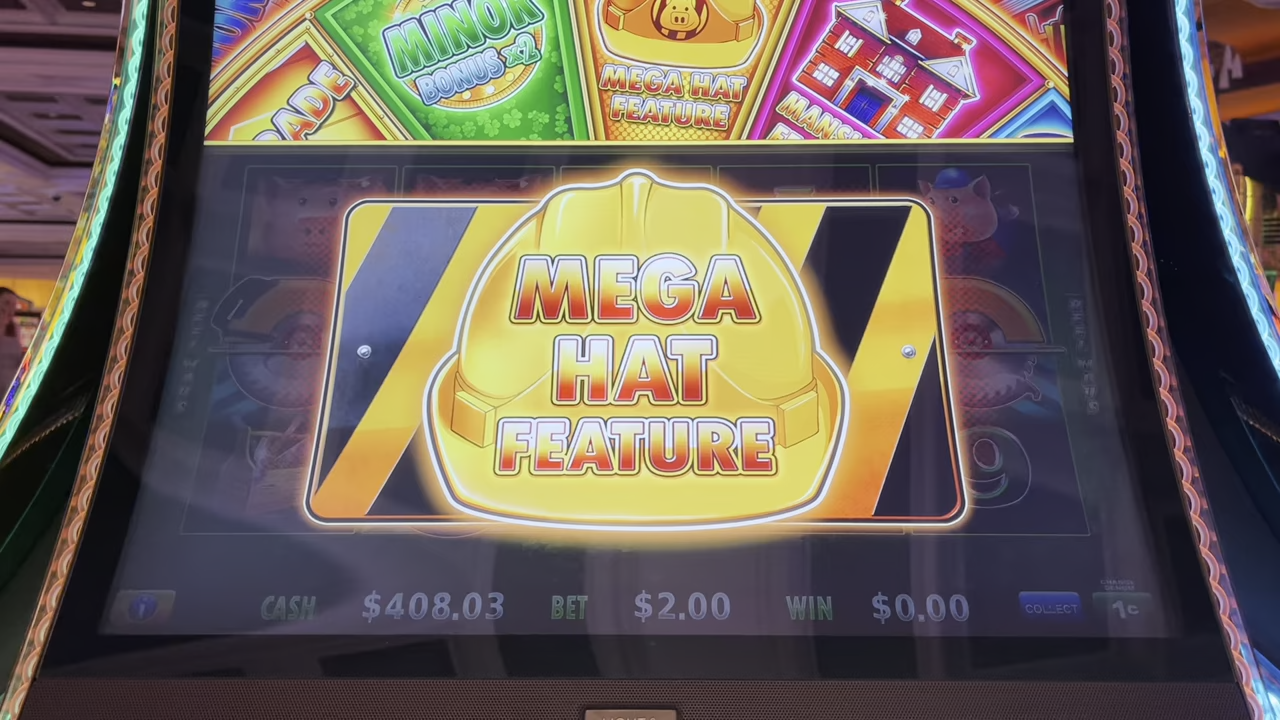 MINOR
BONUS x2
MEGA HAT
FEATURE
MEGA
HAT
FEATURE
9
CASH $408.03 BET $2.00 WIN $0.00 COLLECT 1¢